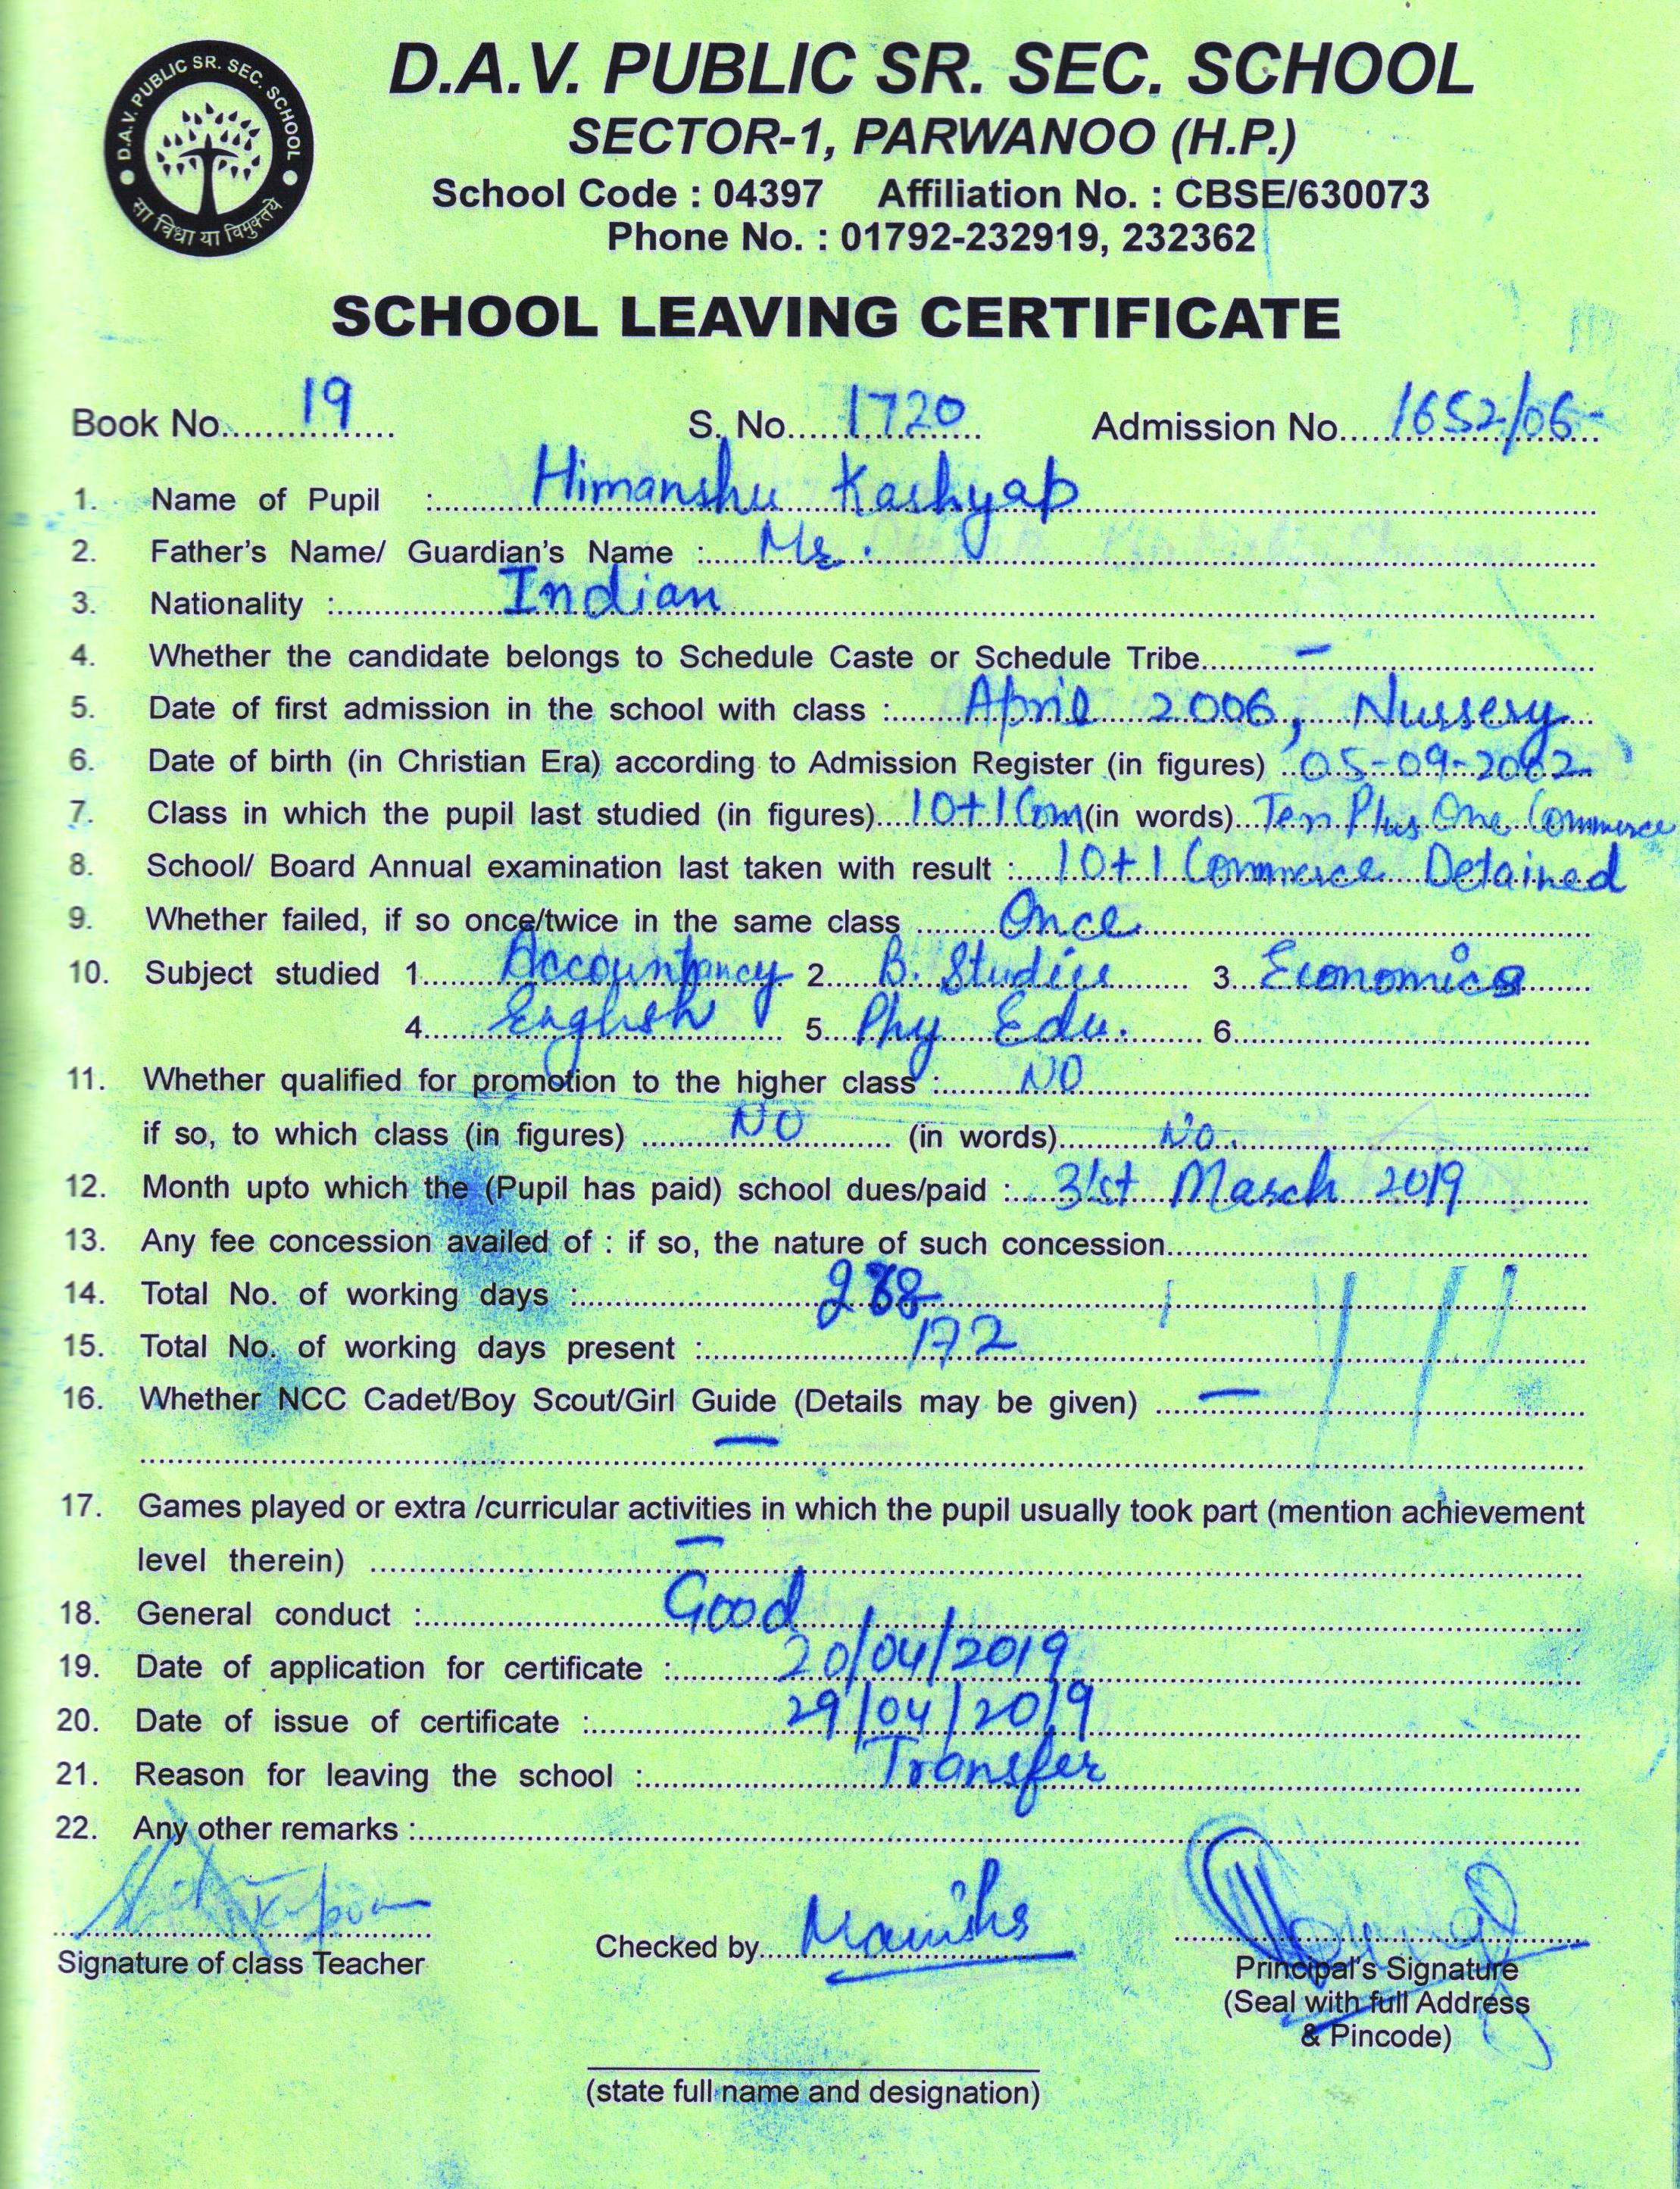 D.A.V. PUBLIC SR. SEC. SCHOOL
सा विद्या या विमुक्तये
D.A.V. PUBLIC SR. SEC. SCHOOL
SECTOR-1, PARWANOO (H.P.)
School Code : 04397 Affiliation No. : CBSE/630073
Phone No. : 01792-232919, 232362
SCHOOL LEAVING CERTIFICATE
Book No. 19 S. No. 1720 Admission No. 1652/06
1. Name of Pupil : Himanshu Kashyap
2. Father's Name/ Guardian's Name : Mr.
3. Nationality : Indian
4. Whether the candidate belongs to Schedule Caste or Schedule Tribe –
5. Date of first admission in the school with class : April 2006, Nursery
6. Date of birth (in Christian Era) according to Admission Register (in figures) 05-09-2002
7. Class in which the pupil last studied (in figures) 10+1 Com (in words) Ten Plus One Commerce
8. School/ Board Annual examination last taken with result : 10+1 Commerce Detained
9. Whether failed, if so once/twice in the same class Once
10. Subject studied 1. Accountancy 2. B. Studies 3. Economics
4. English 5. Phy Edu. 6.
11. Whether qualified for promotion to the higher class : NO
if so, to which class (in figures) NO (in words) No.
12. Month upto which the (Pupil has paid) school dues/paid : 31st March 2019
13. Any fee concession availed of : if so, the nature of such concession
14. Total No. of working days :
15. Total No. of working days present : 172
16. Whether NCC Cadet/Boy Scout/Girl Guide (Details may be given) —
—
17. Games played or extra /curricular activities in which the pupil usually took part (mention achievement
level therein) —
18. General conduct : Good
19. Date of application for certificate : 20/04/2019
20. Date of issue of certificate : 29/04/2019
21. Reason for leaving the school : Transfer
22. Any other remarks :
Signature of class Teacher
Checked by Manisha
Principal's Signature
(Seal with full Address
& Pincode)
(state full name and designation)